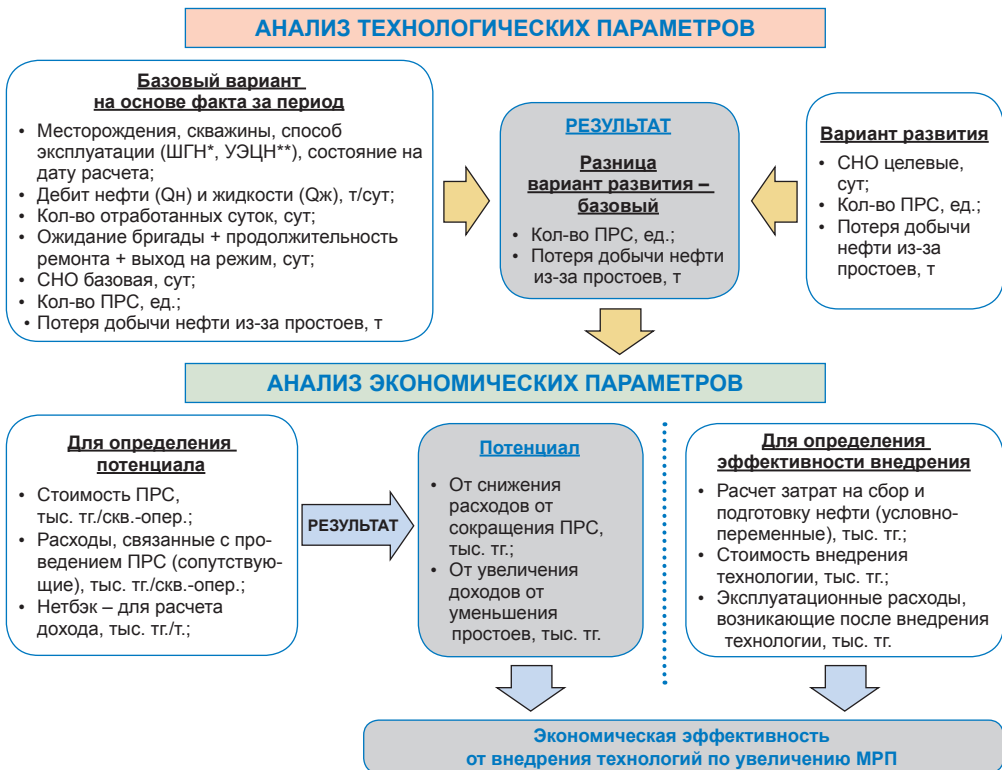 АНАЛИЗ ТЕХНОЛОГИЧЕСКИХ ПАРАМЕТРОВ
Базовый вариант
на основе факта за период
• Месторождения, скважины, способ
эксплуатации (ШГН*, УЭЦН**), состояние на
дату расчета;
• Дебит нефти (Qн) и жидкости (Qж), т/сут;
• Кол-во отработанных суток, сут;
• Ожидание бригады + продолжительность
ремонта + выход на режим, сут;
• СНО базовая, сут;
• Кол-во ПРС, ед.;
• Потеря добычи нефти из-за простоев, т
РЕЗУЛЬТАТ
Разница
вариант развития –
базовый
• Кол-во ПРС, ед.;
• Потеря добычи нефти
из-за простоев, т
Вариант развития
• СНО целевые,
сут;
• Кол-во ПРС, ед.;
• Потеря добычи
нефти из-за
простоев, т
АНАЛИЗ ЭКОНОМИЧЕСКИХ ПАРАМЕТРОВ
Для определения
потенциала
• Стоимость ПРС,
тыс. тг./скв.-опер.;
• Расходы, связанные с про-
ведением ПРС (сопутствую-
щие), тыс. тг./скв.-опер.;
• Нетбэк – для расчета
дохода, тыс. тг./т.;
РЕЗУЛЬТАТ
Потенциал
• От снижения
расходов от
сокращения ПРС,
тыс. тг.;
• От увеличения
доходов от
уменьшения
простоев, тыс. тг.
Для определения
эффективности внедрения
• Расчет затрат на сбор и
подготовку нефти (условно-
переменные), тыс. тг.;
• Стоимость внедрения
технологии, тыс. тг.;
• Эксплуатационные расходы,
возникающие после внедрения
технологии, тыс. тг.
Экономическая эффективность
от внедрения технологий по увеличению МРП